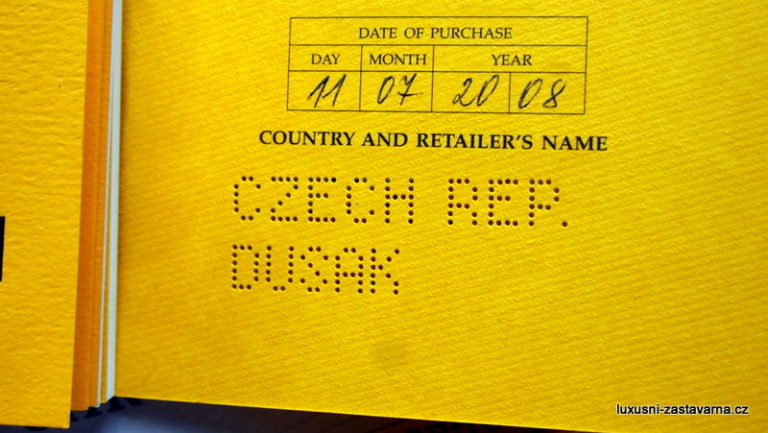 DATE OF PURCHASE
DAY MONTH YEAR
11 07 20 08
COUNTRY AND RETAILER'S NAME
CZECH REP.
DUSAK
luxusni-zastavarna.cz